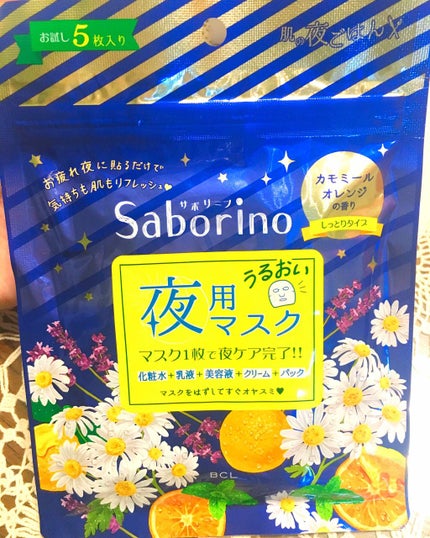 お試し5枚入り
肌の夜ごはん
お疲れ夜に貼るだけで
気持ちも肌もリフレッシュ♥
カモミール
オレンジ
の香り
しっとりタイプ
サボリーノ
Saborino
うるおい
夜用
マスク
マスク1枚で夜ケア完了!!
化粧水+乳液+美容液+クリーム+パック
マスクをはずしてすぐオヤスミ♥
BCL